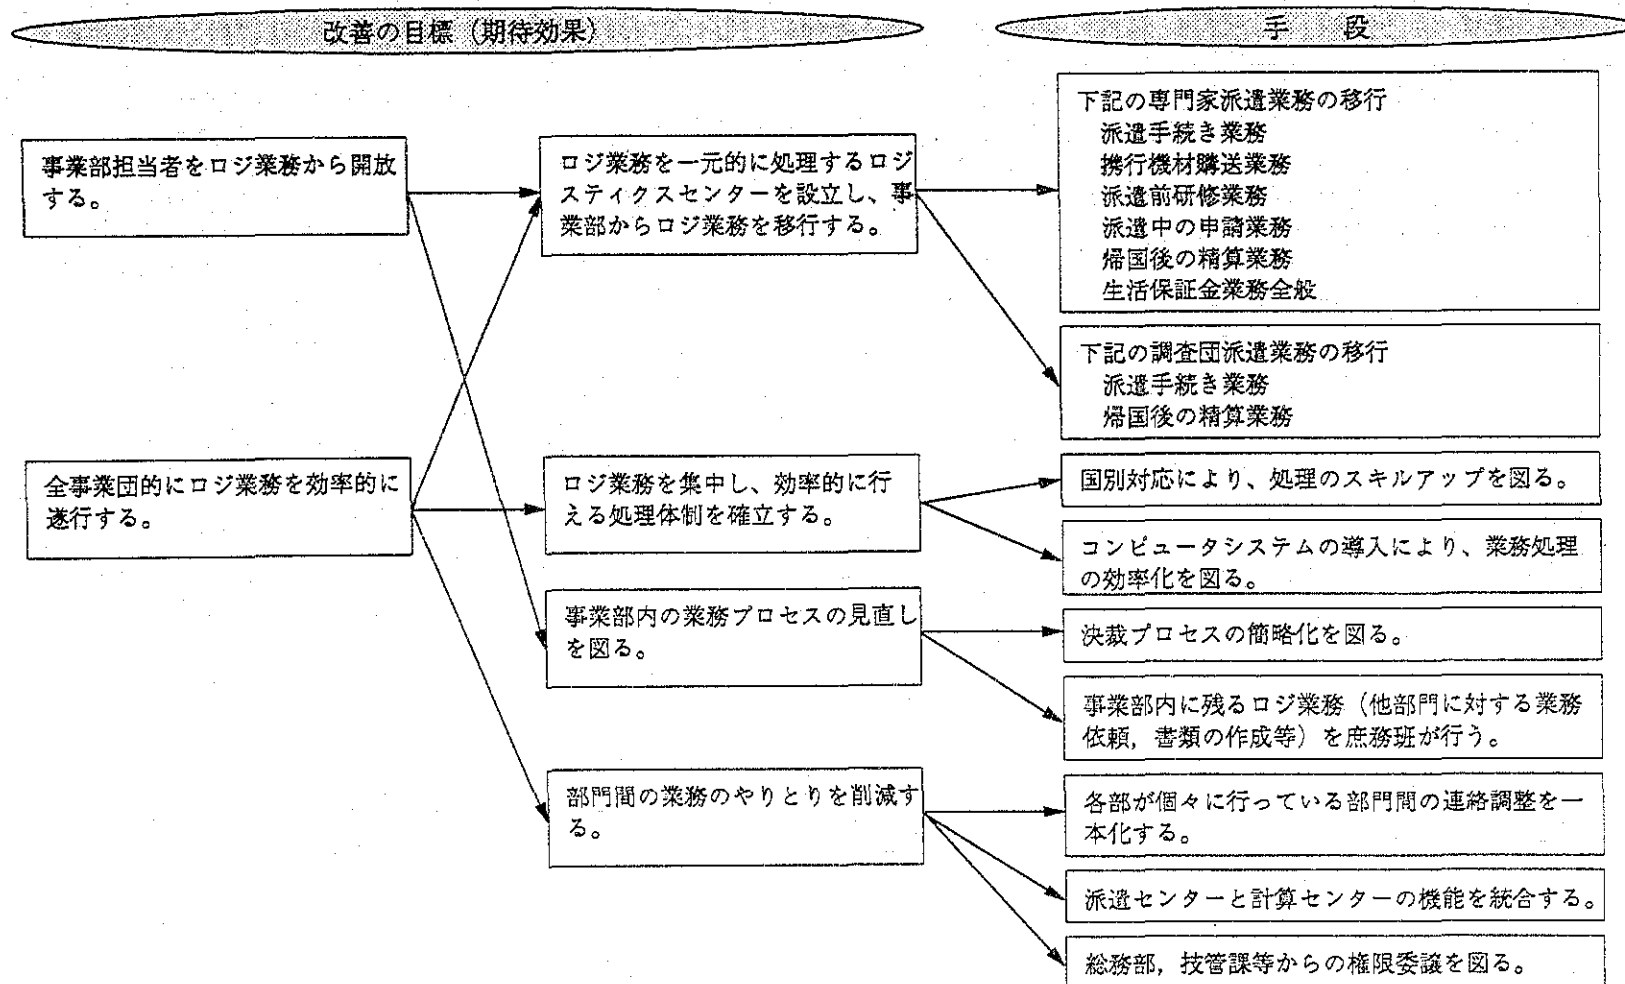 改善の目標（期待効果）
手 段
事業部担当者をロジ業務から開放
する。
全事業団的にロジ業務を効率的に
遂行する。
ロジ業務を一元的に処理するロジ
スティクスセンターを設立し、事
業部からロジ業務を移行する。
ロジ業務を集中し、効率的に行
える処理体制を確立する。
事業部内の業務プロセスの見直し
を図る。
部門間の業務のやりとりを削減す
る。
下記の専門家派遣業務の移行
派遣手続き業務
携行機材購送業務
派遣前研修業務
派遣中の申請業務
帰国後の精算業務
生活保証金業務全般
下記の調査団派遣業務の移行
派遣手続き業務
帰国後の精算業務
国別対応により、処理のスキルアップを図る。
コンピュータシステムの導入により、業務処理
の効率化を図る。
決裁プロセスの簡略化を図る。
事業部内に残るロジ業務（他部門に対する業務
依頼，書類の作成等）を庶務班が行う。
各部が個々に行っている部門間の連絡調整を一
本化する。
派遣センターと計算センターの機能を統合する。
総務部，技管課等からの権限委譲を図る。